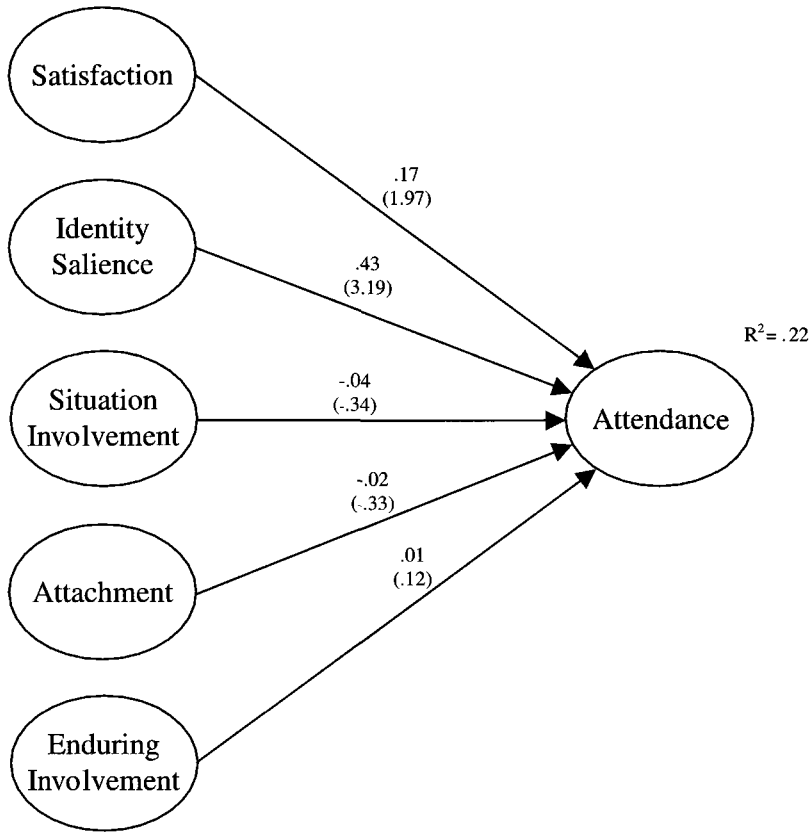 Satisfaction
.17
(1.97)
Identity
Salience
.43
(3.19)
R²= .22
Situation
Involvement
-.04
(-.34)
Attendance
-.02
(-.33)
Attachment
.01
(.12)
Enduring
Involvement